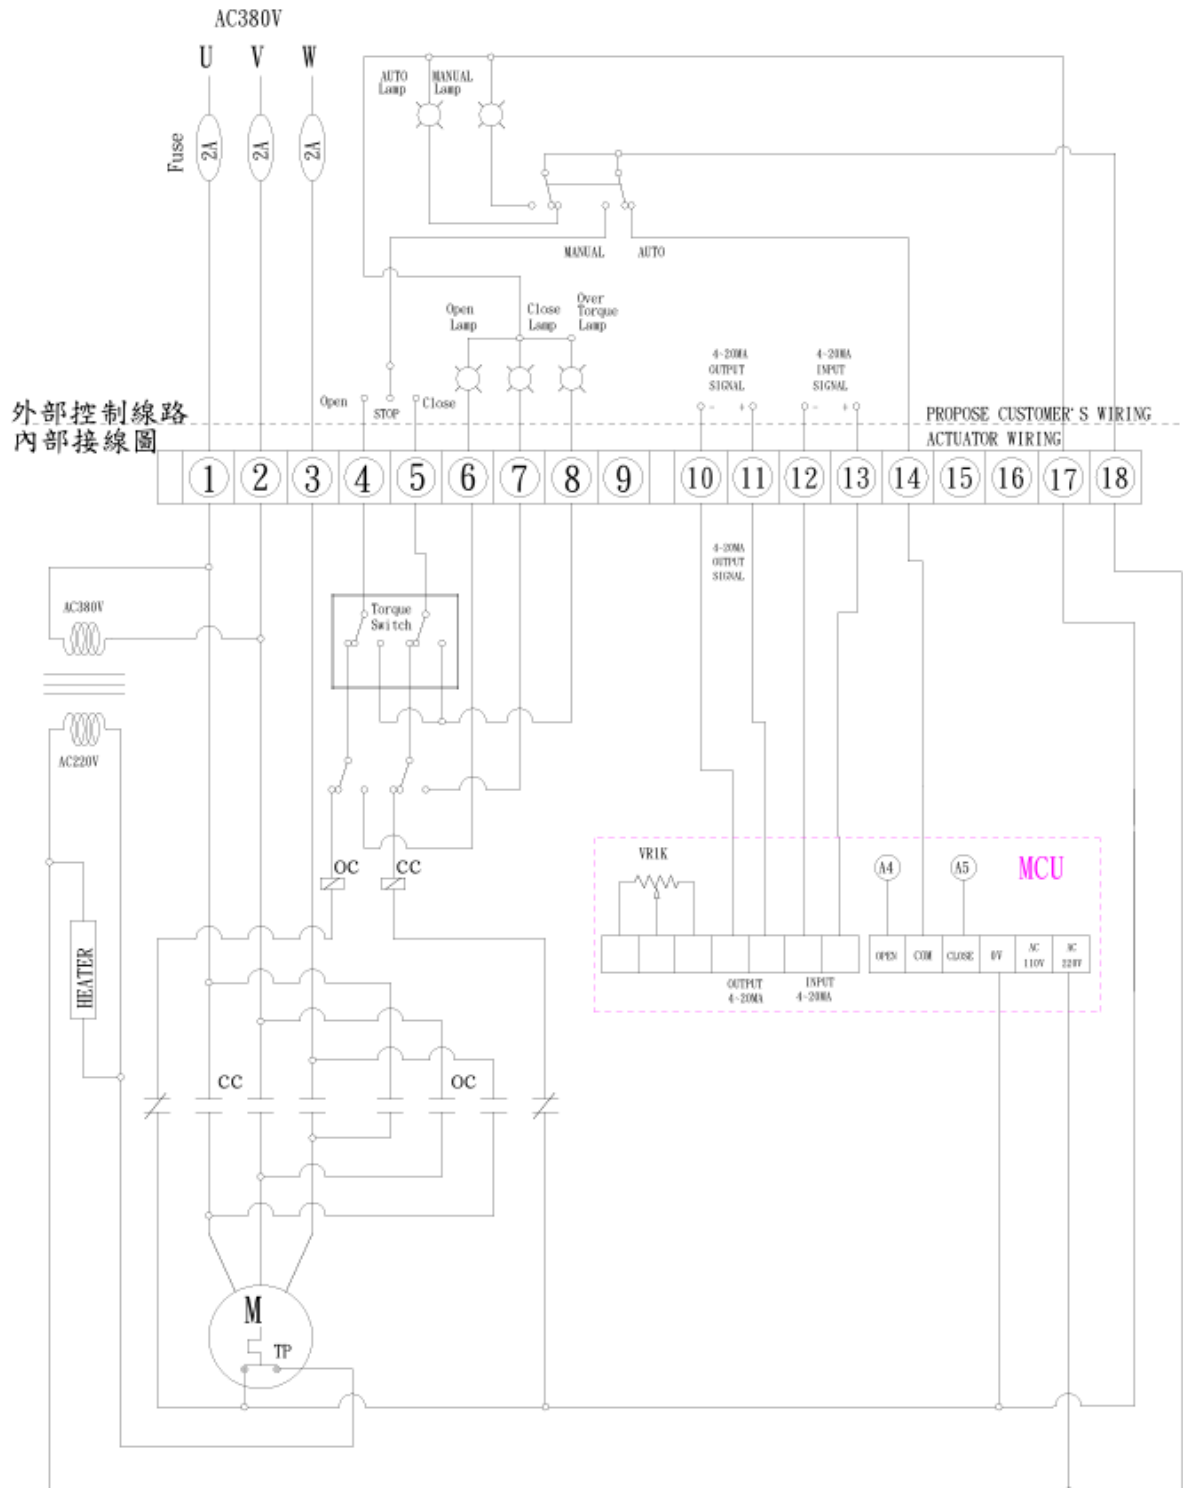 AC380V
U V W
Fuse
2A 2A 2A
AUTO
Lamp
MANUAL
Lamp
MANUAL AUTO
Open
Lamp
Close
Lamp
Over
Torque
Lamp
4~20MA
OUTPUT
SIGNAL
4~20MA
INPUT
SIGNAL
Open
STOP
Close
- +
- +
外部控制線路
PROPOSE CUSTOMER'S WIRING
內部接線圖
ACTUATOR WIRING
1 2 3 4 5 6 7 8 9 10 11 12 13 14 15 16 17 18
4~20MA
OUTPUT
SIGNAL
AC380V
Torque
Switch
AC220V
OC CC
VR1K
A4 A5
MCU
HEATER
OPEN COM CLOSE 0V
AC
110V
AC
220V
OUTPUT
4~20MA
INPUT
4~20MA
CC OC
M
TP